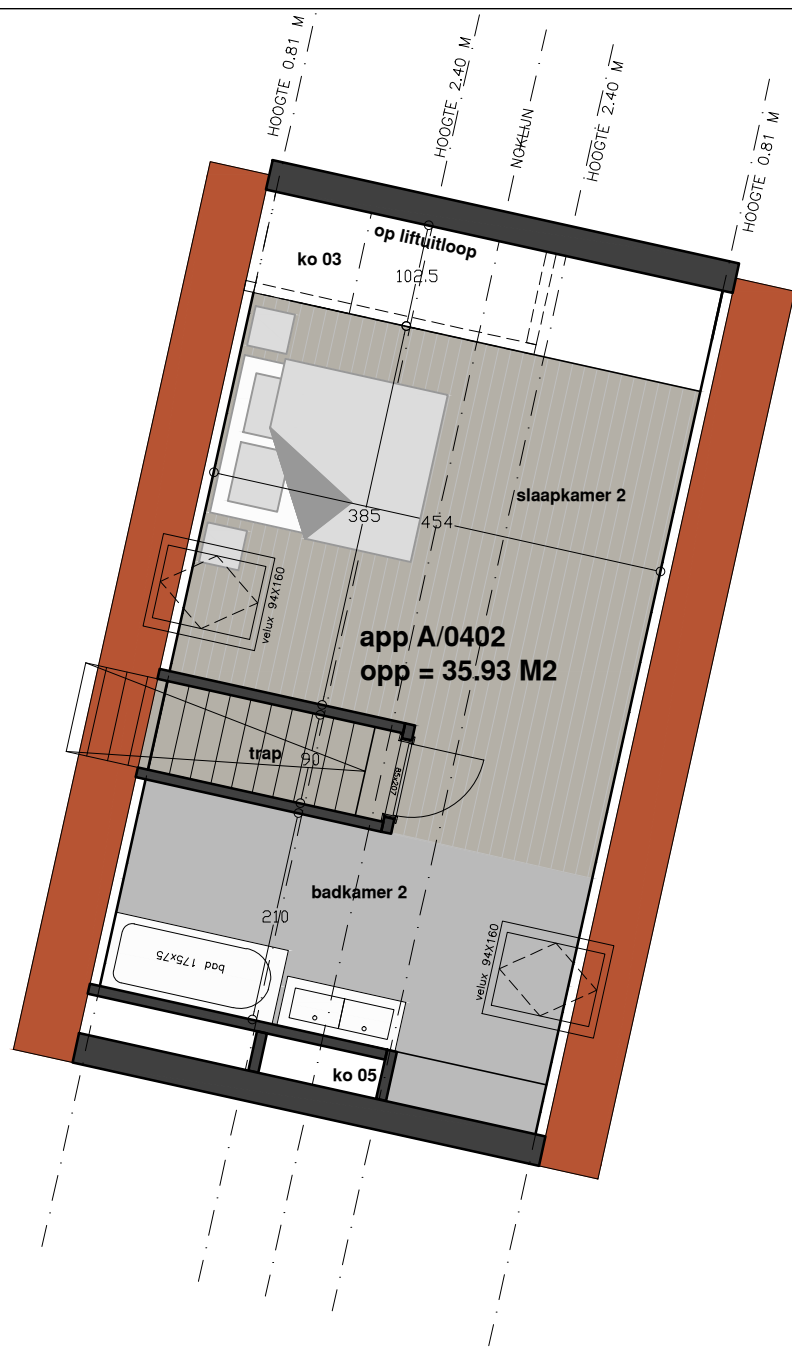 HOOGTE 0.81 M
HOOGTE 2.40 M
NOKLIJN
HOOGTE 2.40 M
HOOGTE 0.81 M
op liftuitloop
ko 03
102.5
slaapkamer 2
385
454
velux 94X160
app A/0402
opp = 35.93 M2
trap
90
85x207
badkamer 2
210
velux 94X160
bad 175x75
ko 05